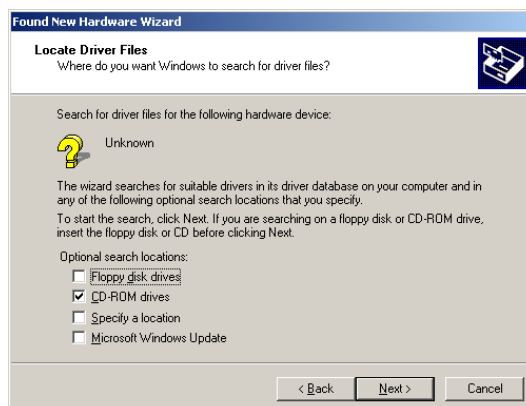 Found New Hardware Wizard
Locate Driver Files
Where do you want Windows to search for driver files?
Search for driver files for the following hardware device:
Unknown
The wizard searches for suitable drivers in its driver database on your computer and in
any of the following optional search locations that you specify.
To start the search, click Next. If you are searching on a floppy disk or CD-ROM drive,
insert the floppy disk or CD before clicking Next.
Optional search locations:
Floppy disk drives
CD-ROM drives
Specify a location
Microsoft Windows Update
< Back Next > Cancel